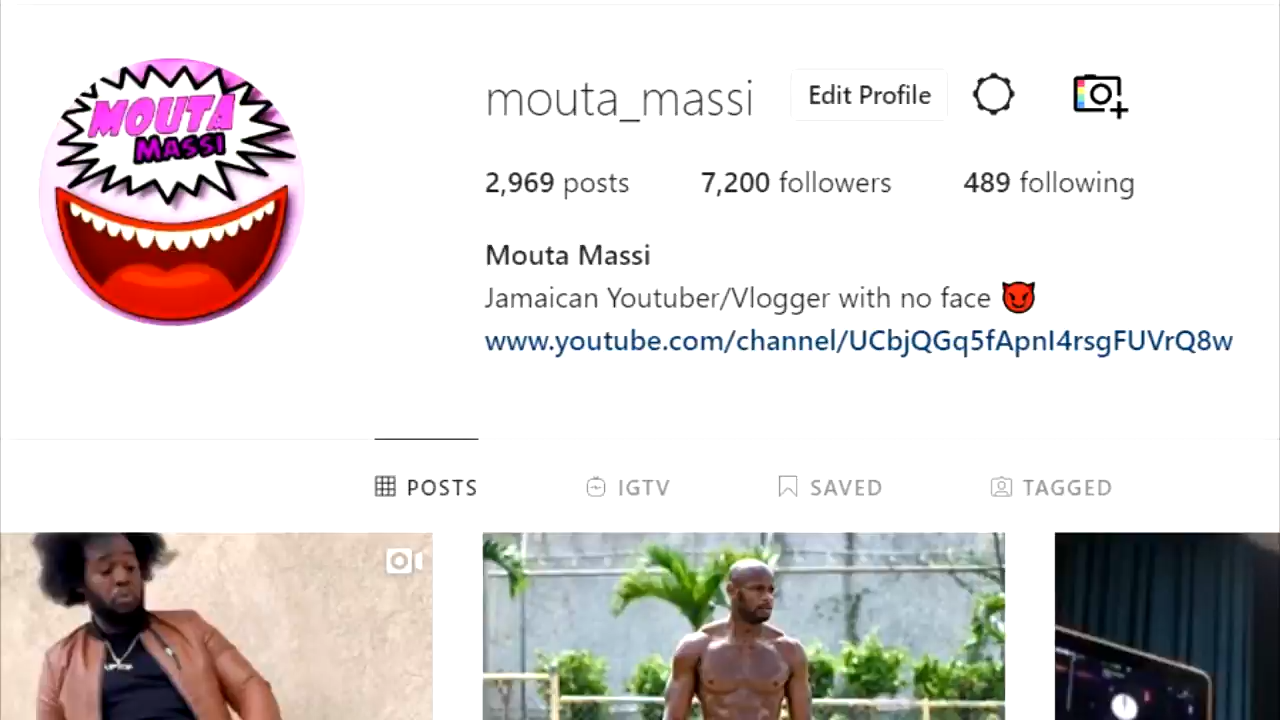 MOUTA
MASSI
mouta_massi Edit Profile
2,969 posts 7,200 followers 489 following
Mouta Massi
Jamaican Youtuber/Vlogger with no face 😈
www.youtube.com/channel/UCbjQGq5fApnI4rsgFUVrQ8w
POSTS IGTV SAVED TAGGED